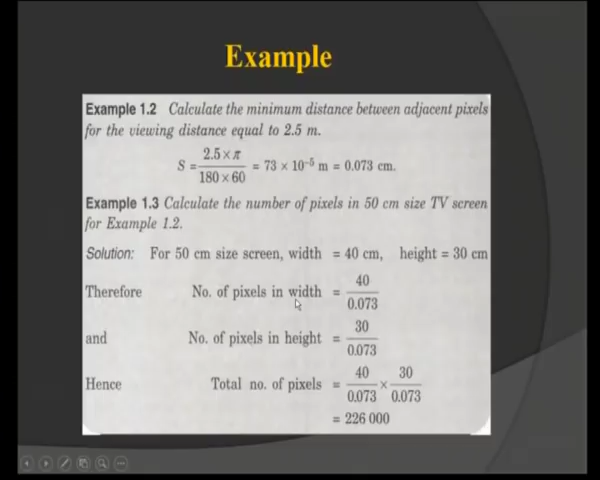 Example
Example 1.2 Calculate the minimum distance between adjacent pixels
for the viewing distance equal to 2.5 m.
S = 2.5 × π / 180 × 60 = 73 × 10⁻⁵ m = 0.073 cm.
Example 1.3 Calculate the number of pixels in 50 cm size TV screen
for Example 1.2.
Solution: For 50 cm size screen, width = 40 cm, height = 30 cm
Therefore No. of pixels in width = 40 / 0.073
and No. of pixels in height = 30 / 0.073
Hence Total no. of pixels = 40 / 0.073 × 30 / 0.073
= 226 000